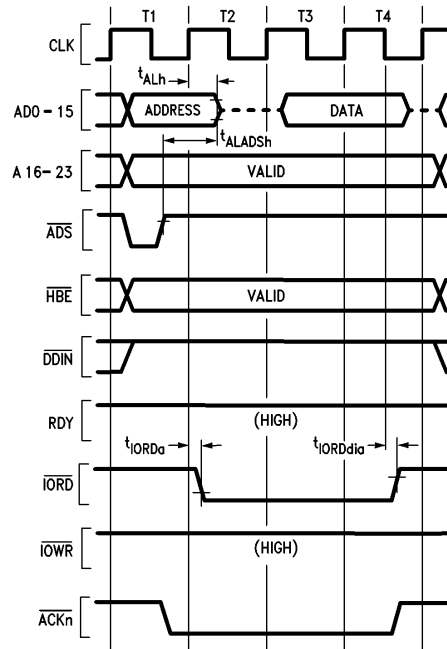 T1 T2 T3 T4
CLK
tALh
AD0-15 ADDRESS DATA
tALADSh
A16-23 VALID
ADS
HBE VALID
DDIN
RDY (HIGH)
tIORDa tIORDdia
IORD
IOWR (HIGH)
ACKn